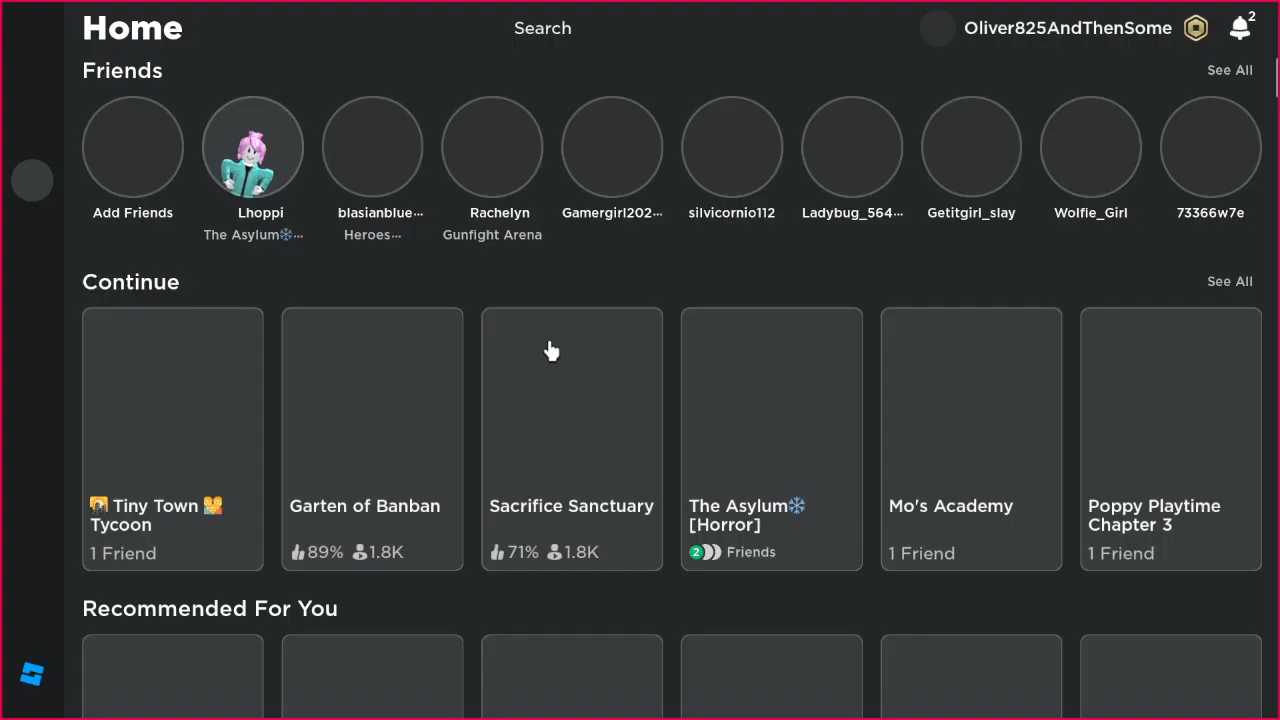 Home
Search
Oliver825AndThenSome
2
Friends
See All
Add Friends
Lhoppi
The Asylum❄️...
blasianblue...
Heroes...
Rachelyn
Gunfight Arena
Gamergirl202...
silvicornio112
Ladybug_564...
Getitgirl_slay
Wolfie_Girl
73366w7e
Continue
See All
Tiny Town
Tycoon
1 Friend
Garten of Banban
89% 1.8K
Sacrifice Sanctuary
71% 1.8K
The Asylum❄️
[Horror]
2 Friends
Mo's Academy
1 Friend
Poppy Playtime
Chapter 3
1 Friend
Recommended For You